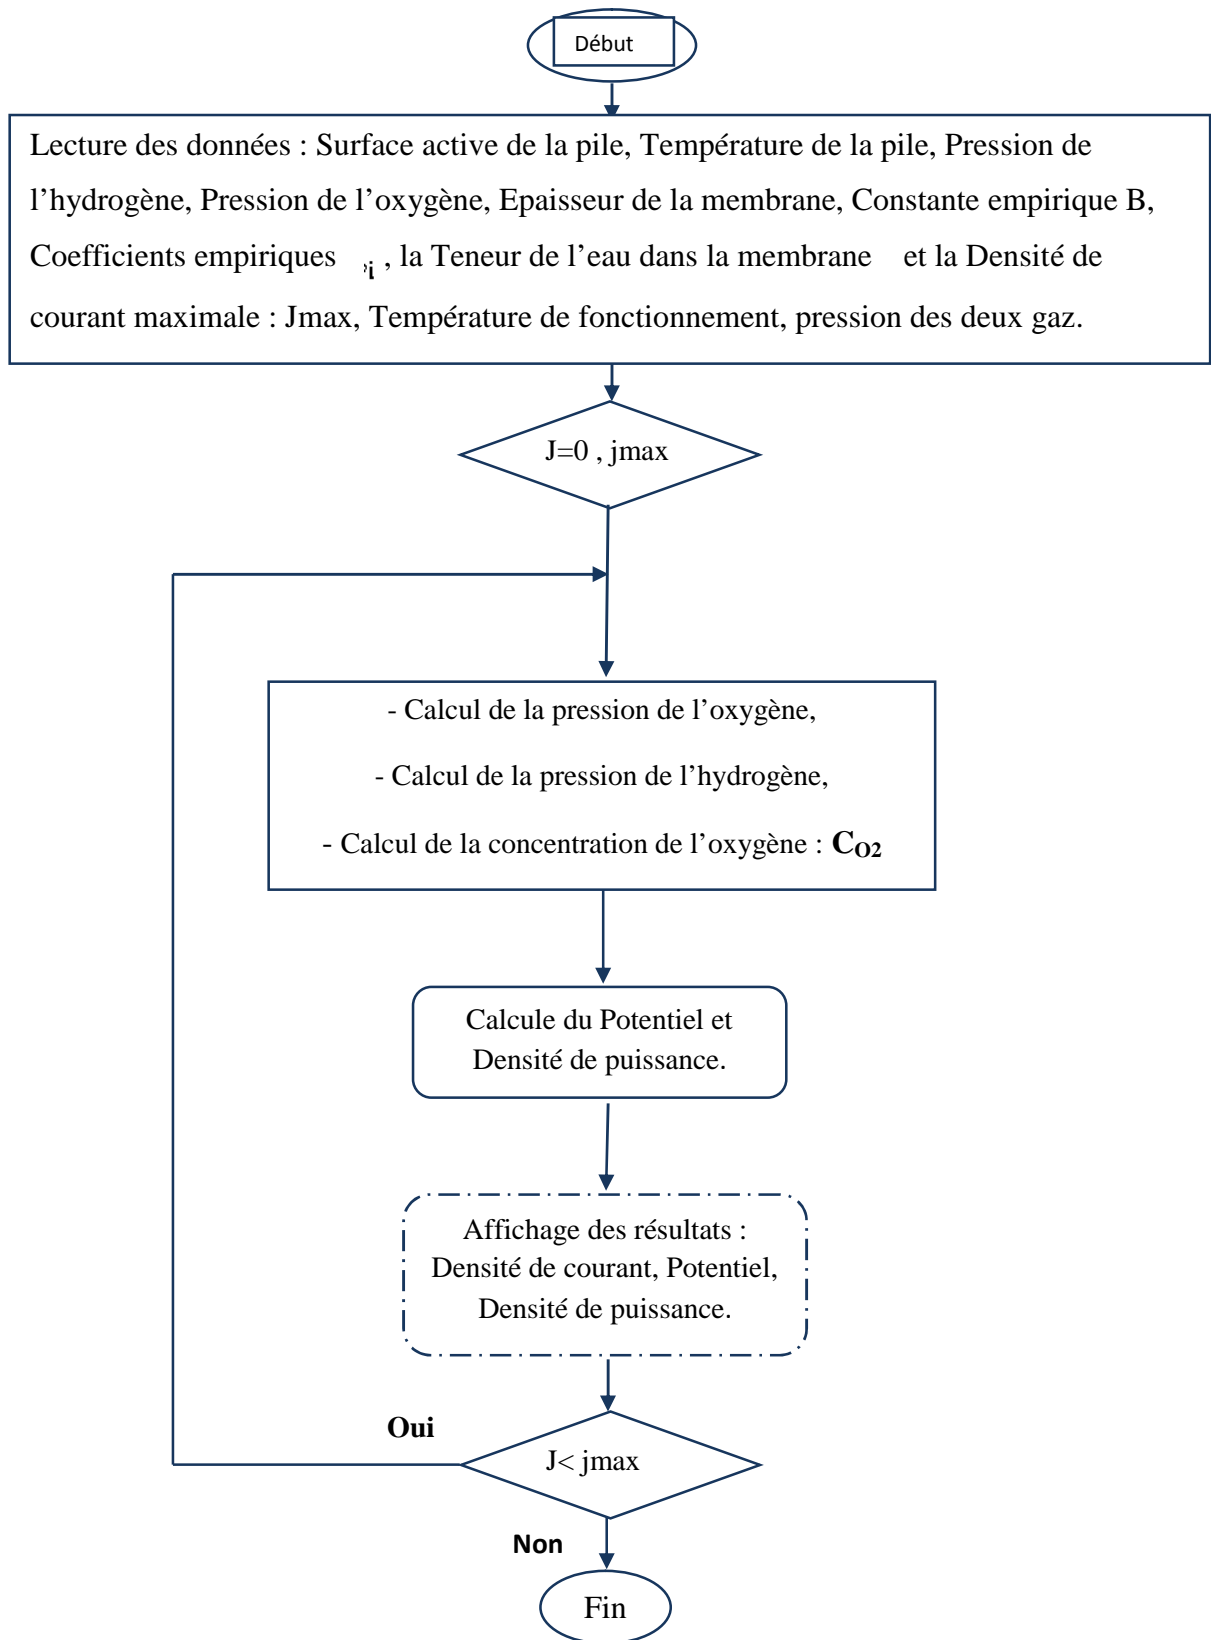 Début
Lecture des données : Surface active de la pile, Température de la pile, Pression de
l’hydrogène, Pression de l’oxygène, Epaisseur de la membrane, Constante empirique B,
Coefficients empiriques i , la Teneur de l’eau dans la membrane et la Densité de
courant maximale : Jmax, Température de fonctionnement, pression des deux gaz.
J=0 , jmax
- Calcul de la pression de l’oxygène,
- Calcul de la pression de l’hydrogène,
- Calcul de la concentration de l’oxygène : CO2
Calcule du Potentiel et
Densité de puissance.
Affichage des résultats :
Densité de courant, Potentiel,
Densité de puissance.
Oui
J< jmax
Non
Fin